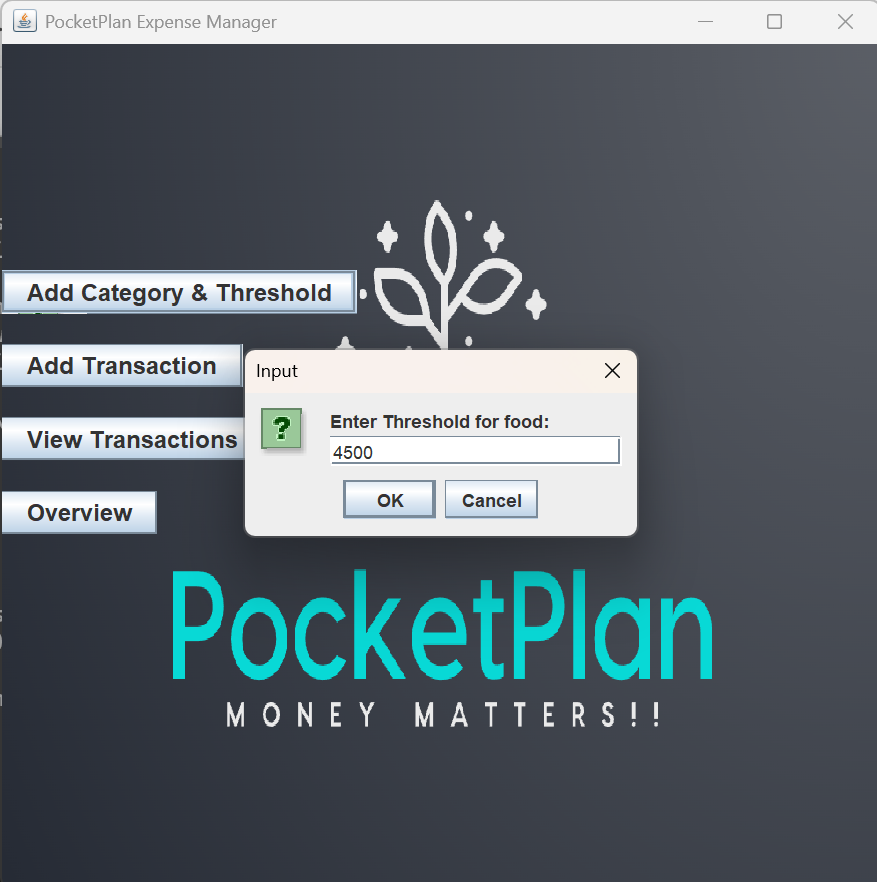 PocketPlan Expense Manager
Add Category & Threshold
Add Transaction
View Transactions
Overview
Input
?
Enter Threshold for food:
4500
OK
Cancel
PocketPlan
MONEY MATTERS!!